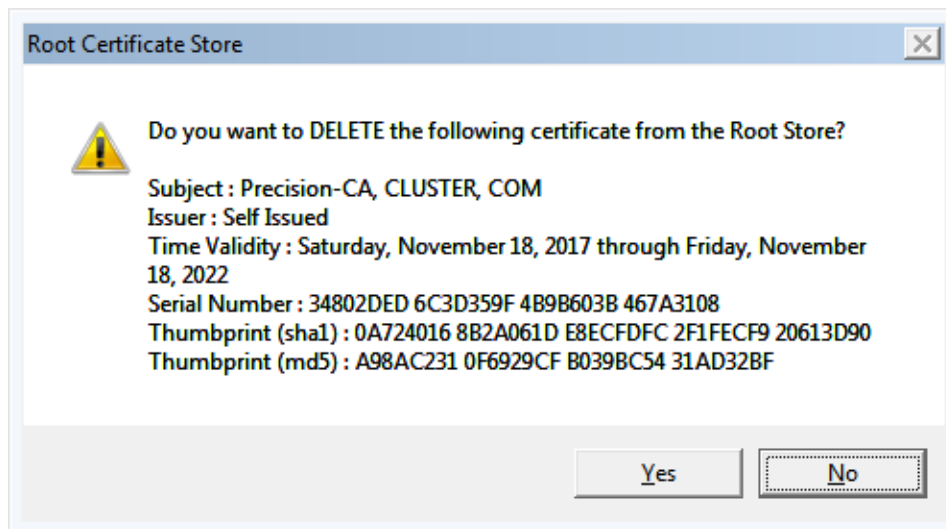 Root Certificate Store
Do you want to DELETE the following certificate from the Root Store?
Subject : Precision-CA, CLUSTER, COM
Issuer : Self Issued
Time Validity : Saturday, November 18, 2017 through Friday, November
18, 2022
Serial Number : 34802DED 6C3D359F 4B9B603B 467A3108
Thumbprint (sha1) : 0A724016 8B2A061D E8ECFDFC 2F1FECF9 20613D90
Thumbprint (md5) : A98AC231 0F6929CF B039BC54 31AD32BF
Yes No